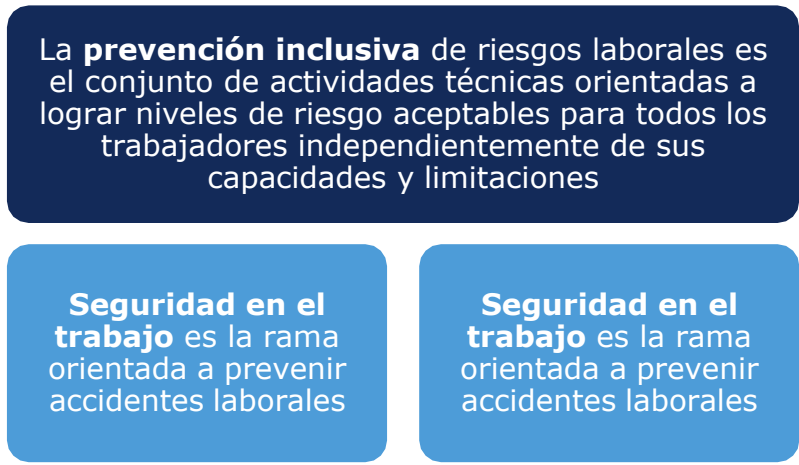 La prevención inclusiva de riesgos laborales es
el conjunto de actividades técnicas orientadas a
lograr niveles de riesgo aceptables para todos los
trabajadores independientemente de sus
capacidades y limitaciones
Seguridad en el
trabajo es la rama
orientada a prevenir
accidentes laborales
Seguridad en el
trabajo es la rama
orientada a prevenir
accidentes laborales